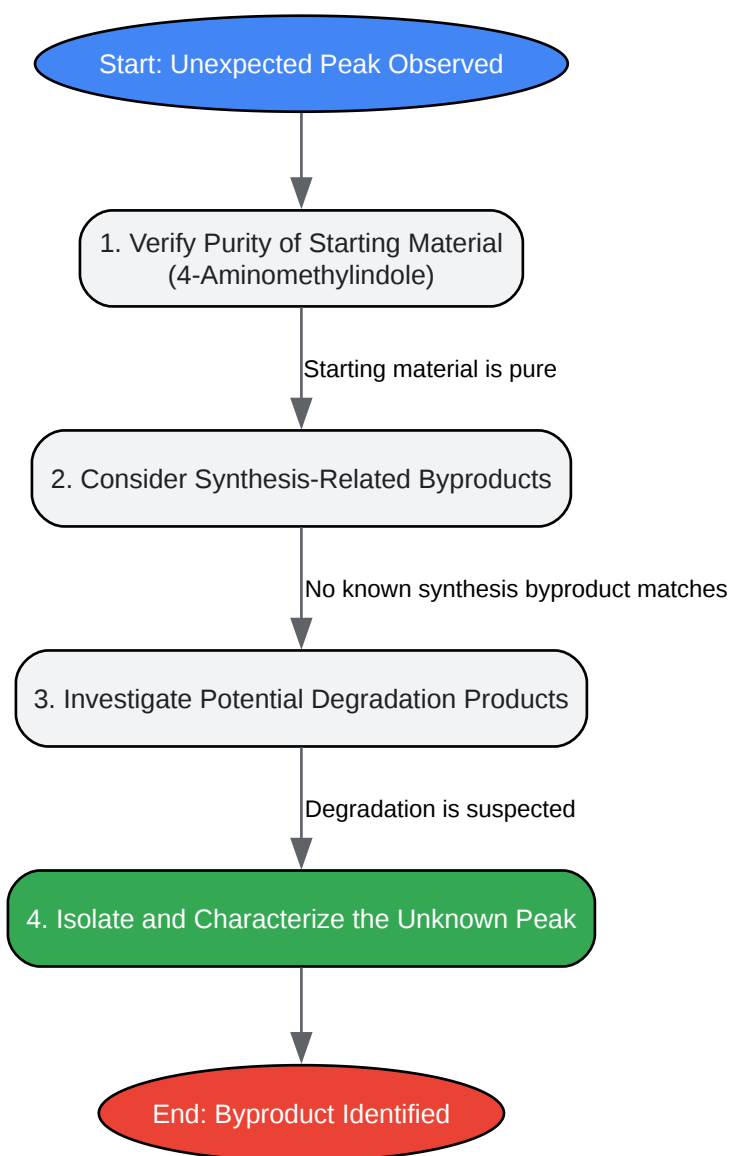 Start: Unexpected Peak Observed
1. Verify Purity of Starting Material
(4-Aminomethylindole)
Starting material is pure
2. Consider Synthesis-Related Byproducts
No known synthesis byproduct matches
3. Investigate Potential Degradation Products
Degradation is suspected
4. Isolate and Characterize the Unknown Peak
End: Byproduct Identified